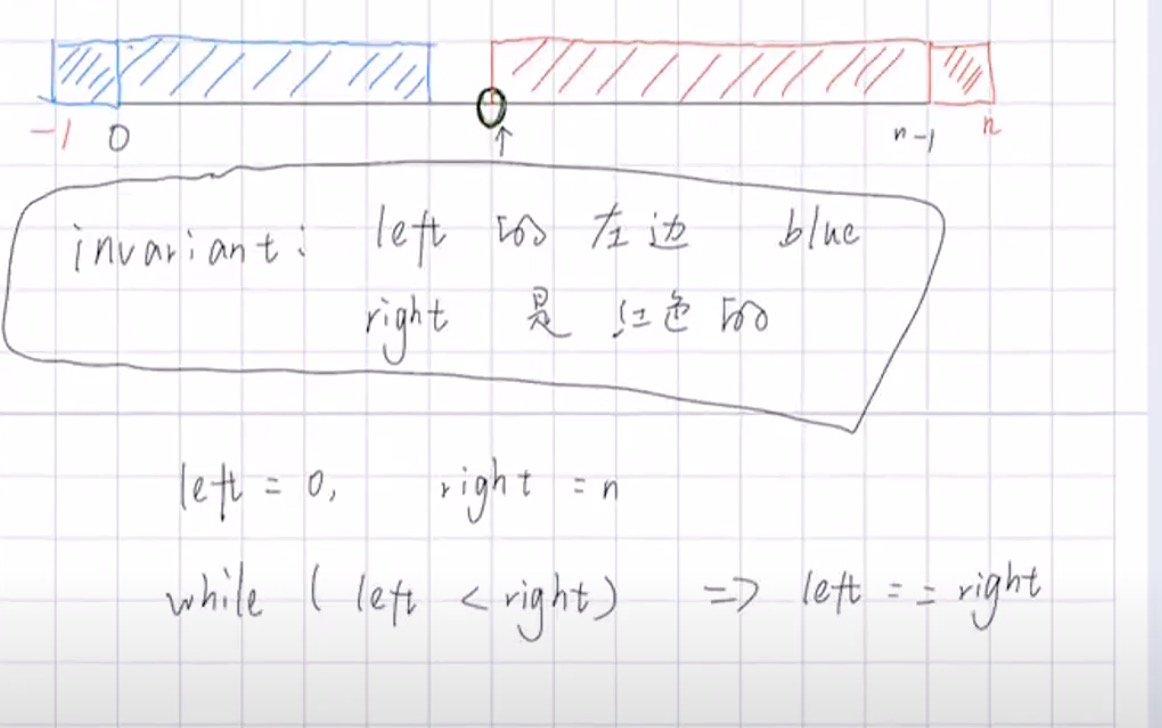 -1 0 n-1 n
invariant: left 的 左边 blue
right 是 红色 的
left = 0, right = n
while ( left < right) => left == right